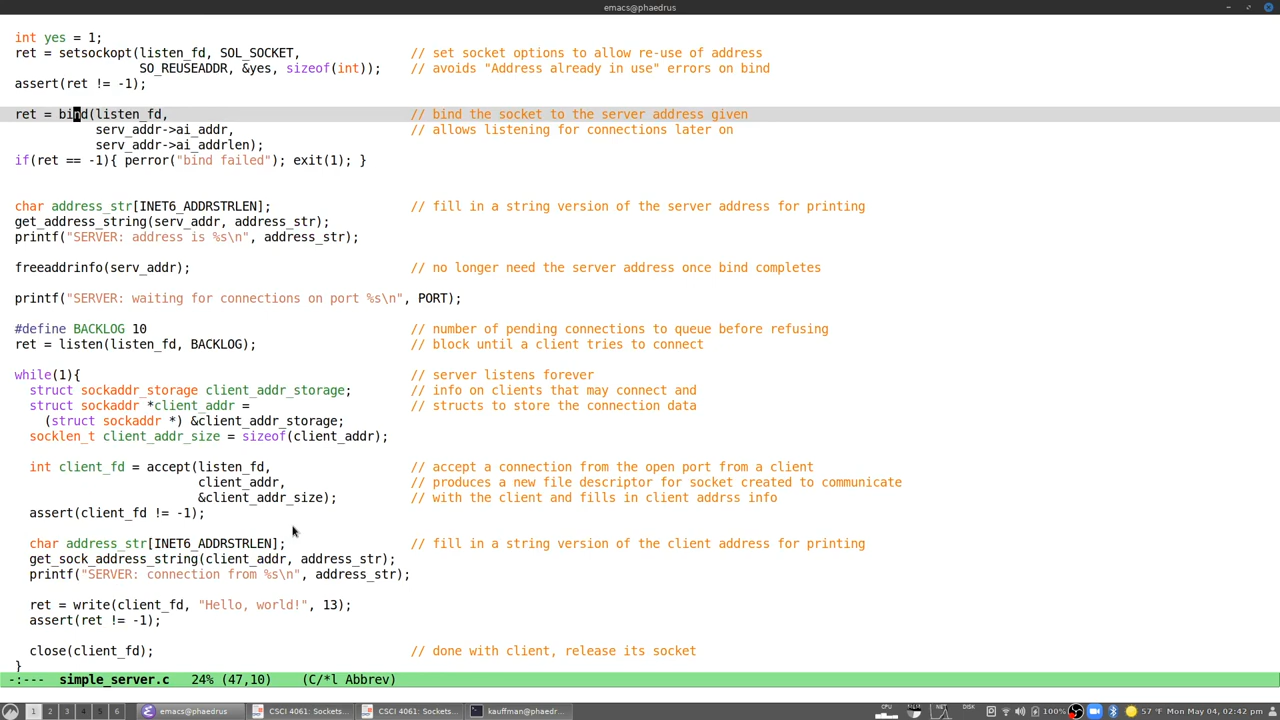 emacs@phaedrus
int yes = 1;
ret = setsockopt(listen_fd, SOL_SOCKET, // set socket options to allow re-use of address
SO_REUSEADDR, &yes, sizeof(int)); // avoids "Address already in use" errors on bind
assert(ret != -1);
ret = bind(listen_fd, // bind the socket to the server address given
serv_addr->ai_addr, // allows listening for connections later on
serv_addr->ai_addrlen);
if(ret == -1){ perror("bind failed"); exit(1); }
char address_str[INET6_ADDRSTRLEN]; // fill in a string version of the server address for printing
get_address_string(serv_addr, address_str);
printf("SERVER: address is %s\n", address_str);
freeaddrinfo(serv_addr); // no longer need the server address once bind completes
printf("SERVER: waiting for connections on port %s\n", PORT);
#define BACKLOG 10 // number of pending connections to queue before refusing
ret = listen(listen_fd, BACKLOG); // block until a client tries to connect
while(1){ // server listens forever
struct sockaddr_storage client_addr_storage; // info on clients that may connect and
struct sockaddr *client_addr = // structs to store the connection data
(struct sockaddr *) &client_addr_storage;
socklen_t client_addr_size = sizeof(client_addr);
int client_fd = accept(listen_fd, // accept a connection from the open port from a client
client_addr, // produces a new file descriptor for socket created to communicate
&client_addr_size); // with the client and fills in client addrss info
assert(client_fd != -1);
char address_str[INET6_ADDRSTRLEN]; // fill in a string version of the client address for printing
get_sock_address_string(client_addr, address_str);
printf("SERVER: connection from %s\n", address_str);
ret = write(client_fd, "Hello, world!", 13);
assert(ret != -1);
close(client_fd); // done with client, release its socket
}
-:--- simple_server.c 24% (47,10) (C/*l Abbrev)
1 2 3 4 5 6 emacs@phaedrus CSCI 4061: Sockets... CSCI 4061: Sockets... kauffman@phaedr... CPU MEM NET DISK 100% 57 °F Mon May 04, 02:42 pm